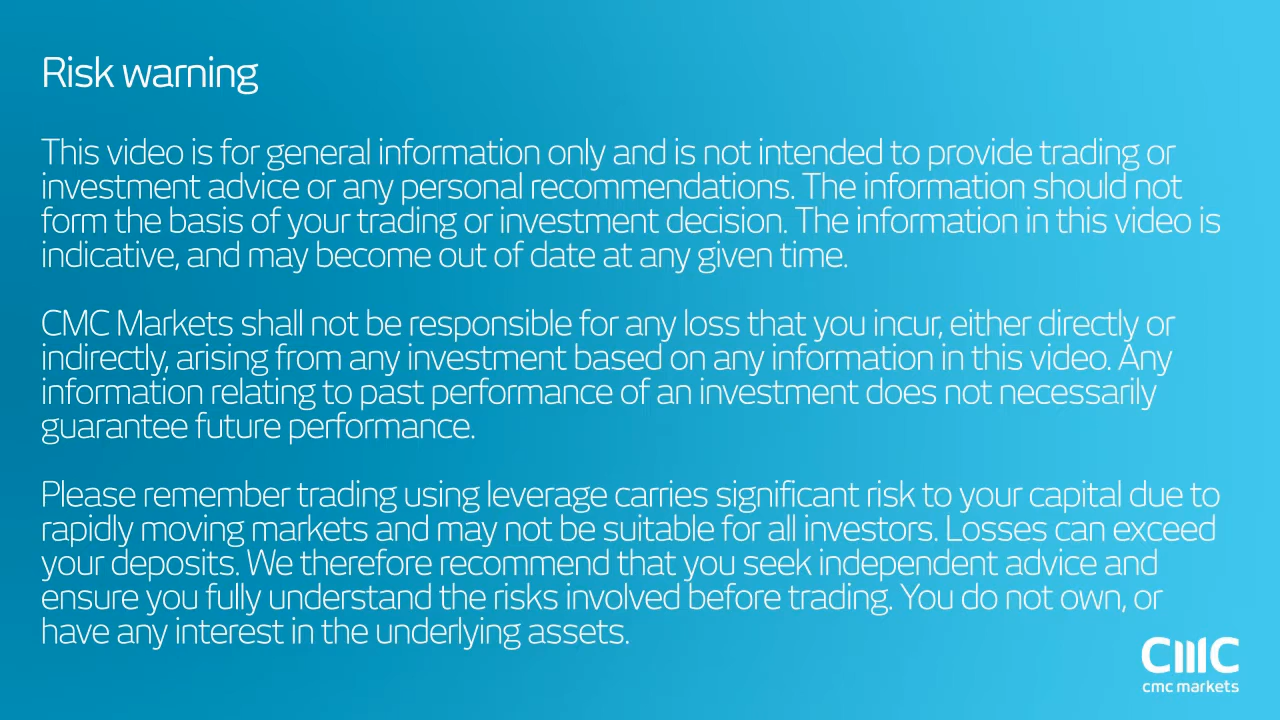 Risk warning
This video is for general information only and is not intended to provide trading or
investment advice or any personal recommendations. The information should not
form the basis of your trading or investment decision. The information in this video is
indicative, and may become out of date at any given time.
CMC Markets shall not be responsible for any loss that you incur, either directly or
indirectly, arising from any investment based on any information in this video. Any
information relating to past performance of an investment does not necessarily
guarantee future performance.
Please remember trading using leverage carries significant risk to your capital due to
rapidly moving markets and may not be suitable for all investors. Losses can exceed
your deposits. We therefore recommend that you seek independent advice and
ensure you fully understand the risks involved before trading. You do not own, or
have any interest in the underlying assets.
CMC
cmc markets